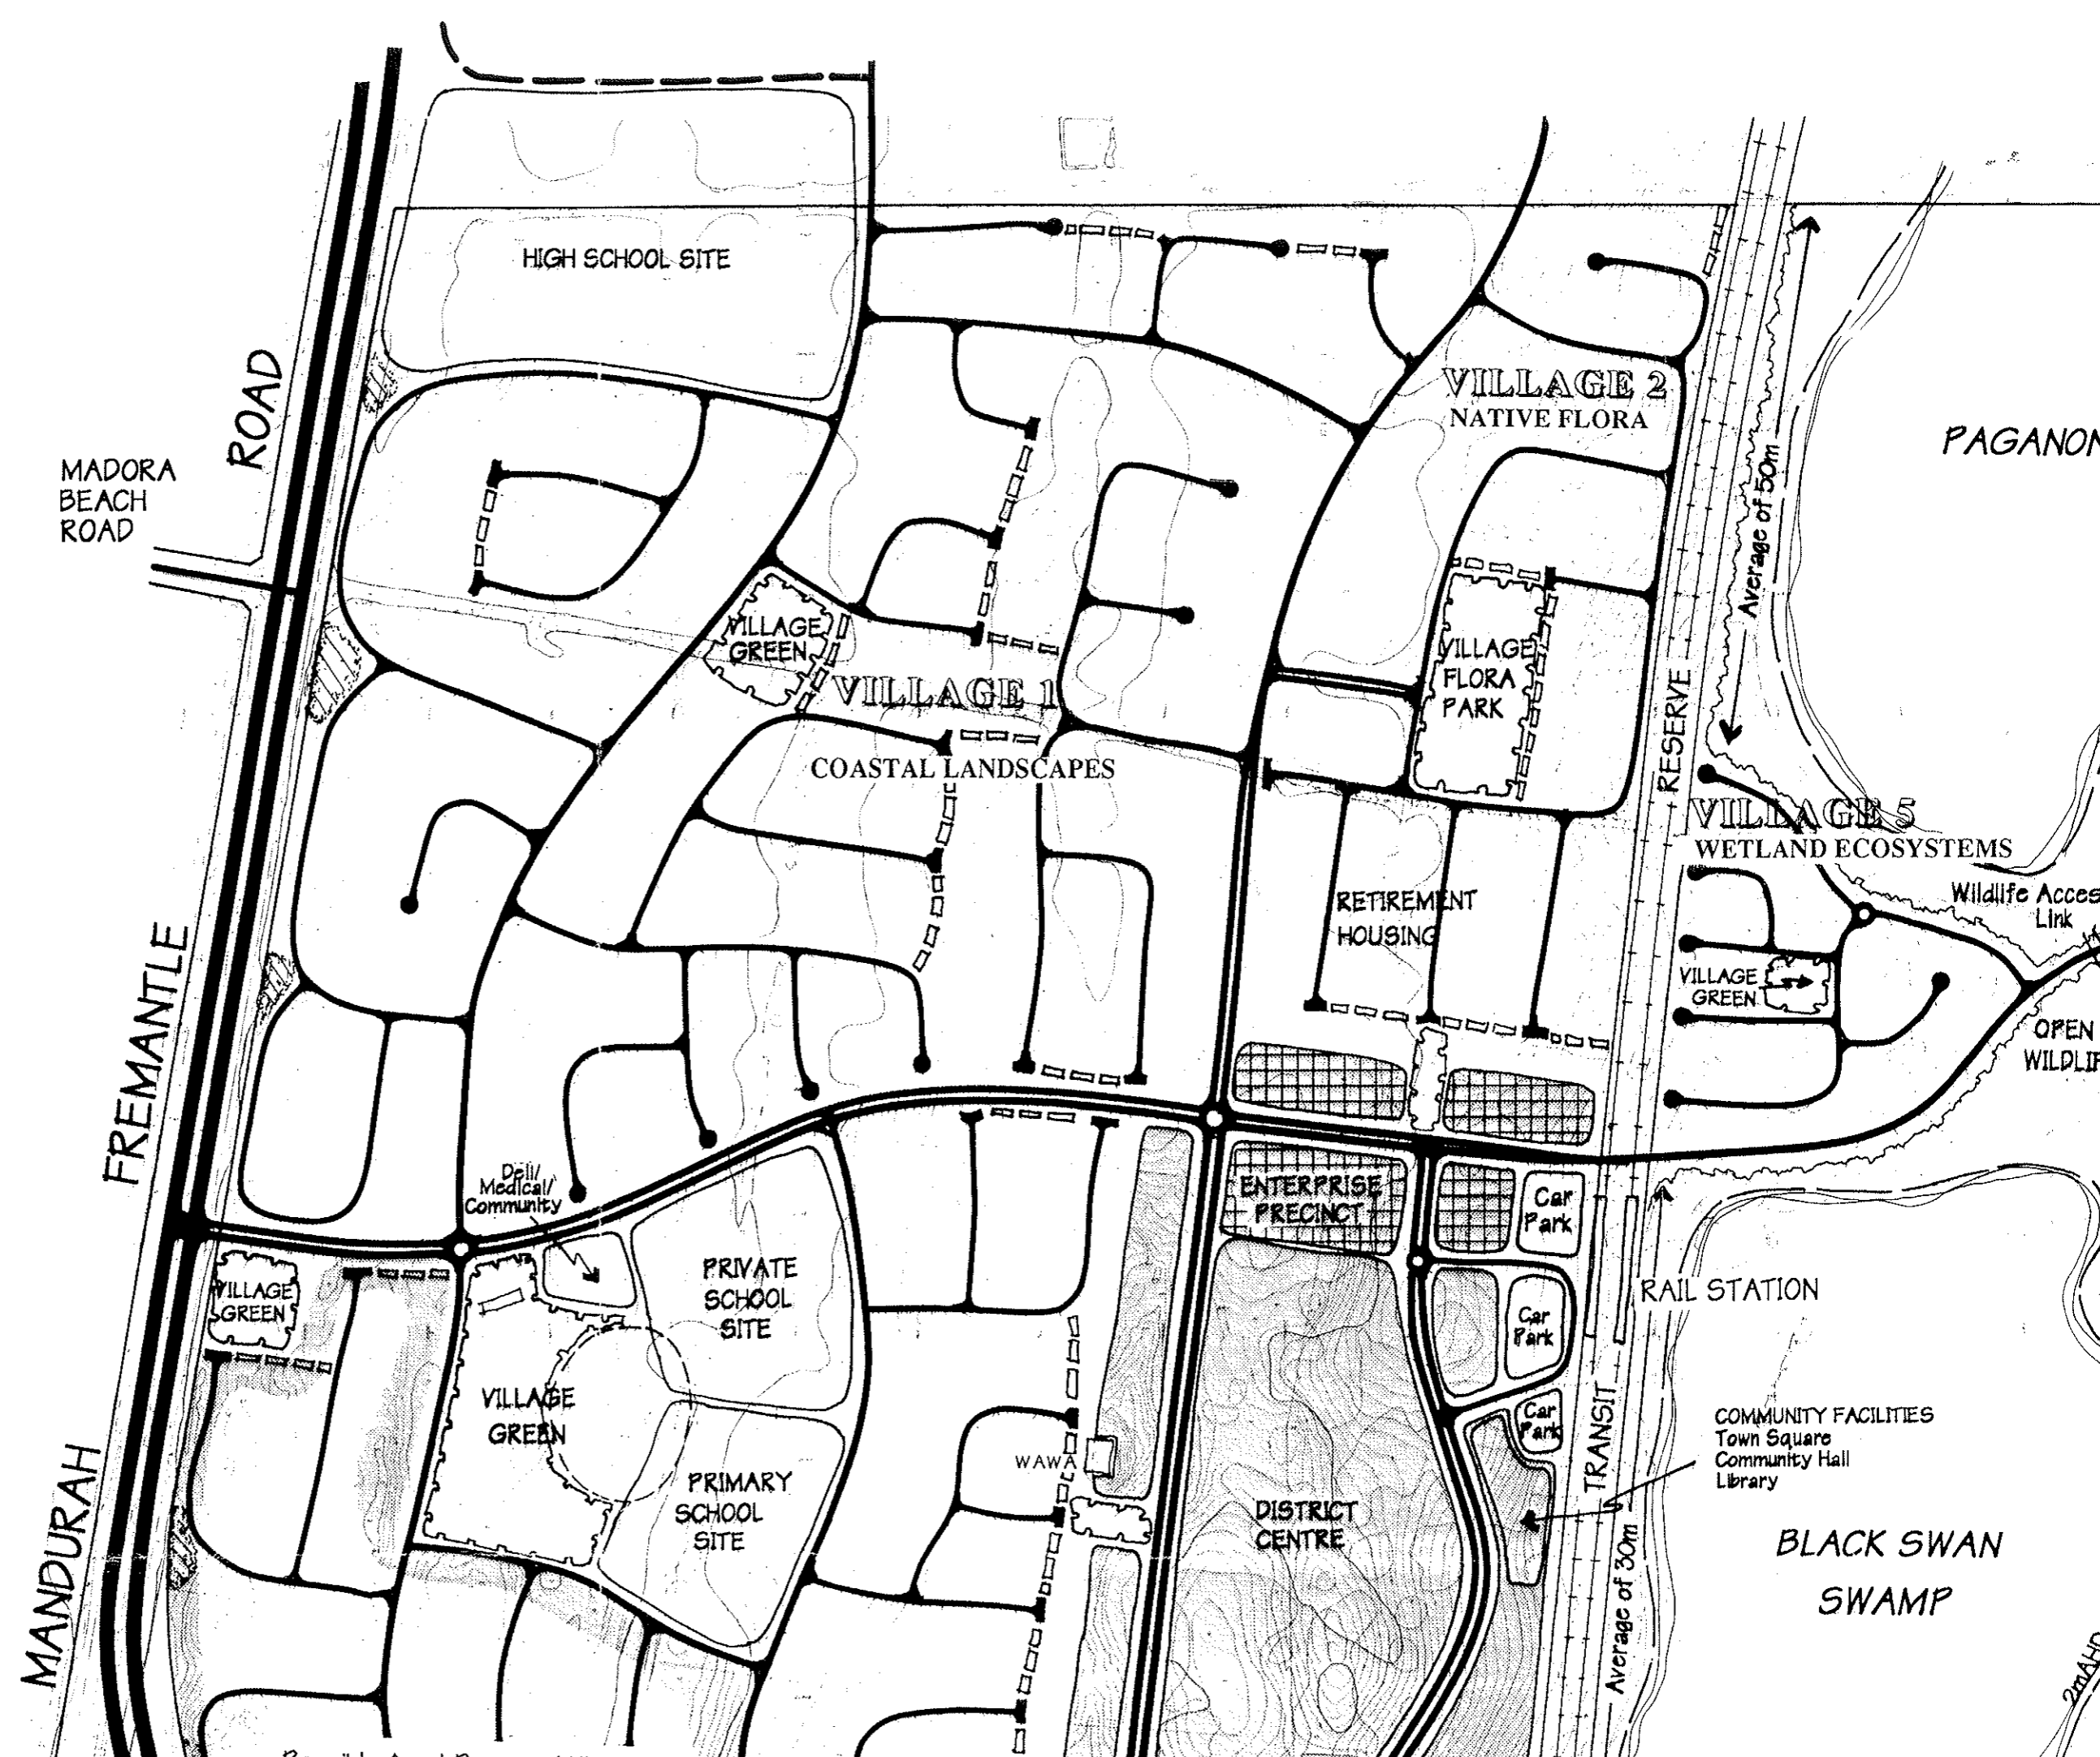 HIGH SCHOOL SITE
VILLAGE 2
NATIVE FLORA
ROAD
MADORA
BEACH
ROAD
Average of 50m
VILLAGE
GREEN
VILLAGE 1
COASTAL LANDSCAPES
VILLAGE
FLORA
PARK
RESERVE
VILLAGE 5
WETLAND ECOSYSTEMS
Wildlife Acces
Link
RETIREMENT
HOUSING
VILLAGE
GREEN
OPEN
FREMANTLE
Deli/
Medical/
Community
ENTERPRISE
PRECINCT
Car
Park
VILLAGE
GREEN
PRIVATE
SCHOOL
SITE
RAIL STATION
Car
Park
VILLAGE
GREEN
Car
Park
TRANSIT
COMMUNITY FACILITIES
Town Square
Community Hall
Library
WAWA
PRIMARY
SCHOOL
SITE
DISTRICT
CENTRE
MANDURAH
BLACK SWAN
SWAMP
Average of 30m
2mAHD